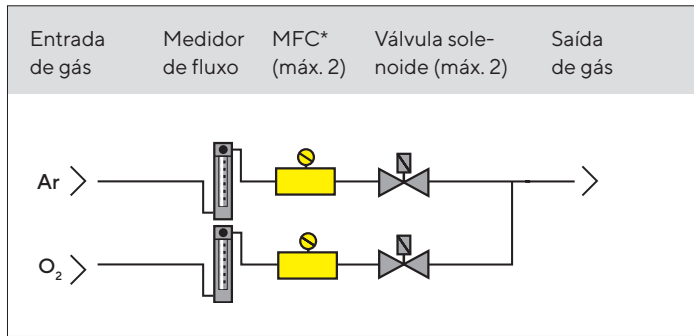 Entrada
de gás
Medidor
de fluxo
MFC*
(máx. 2)
Válvula sole-
noide (máx. 2)
Saída
de gás
Ar
O₂